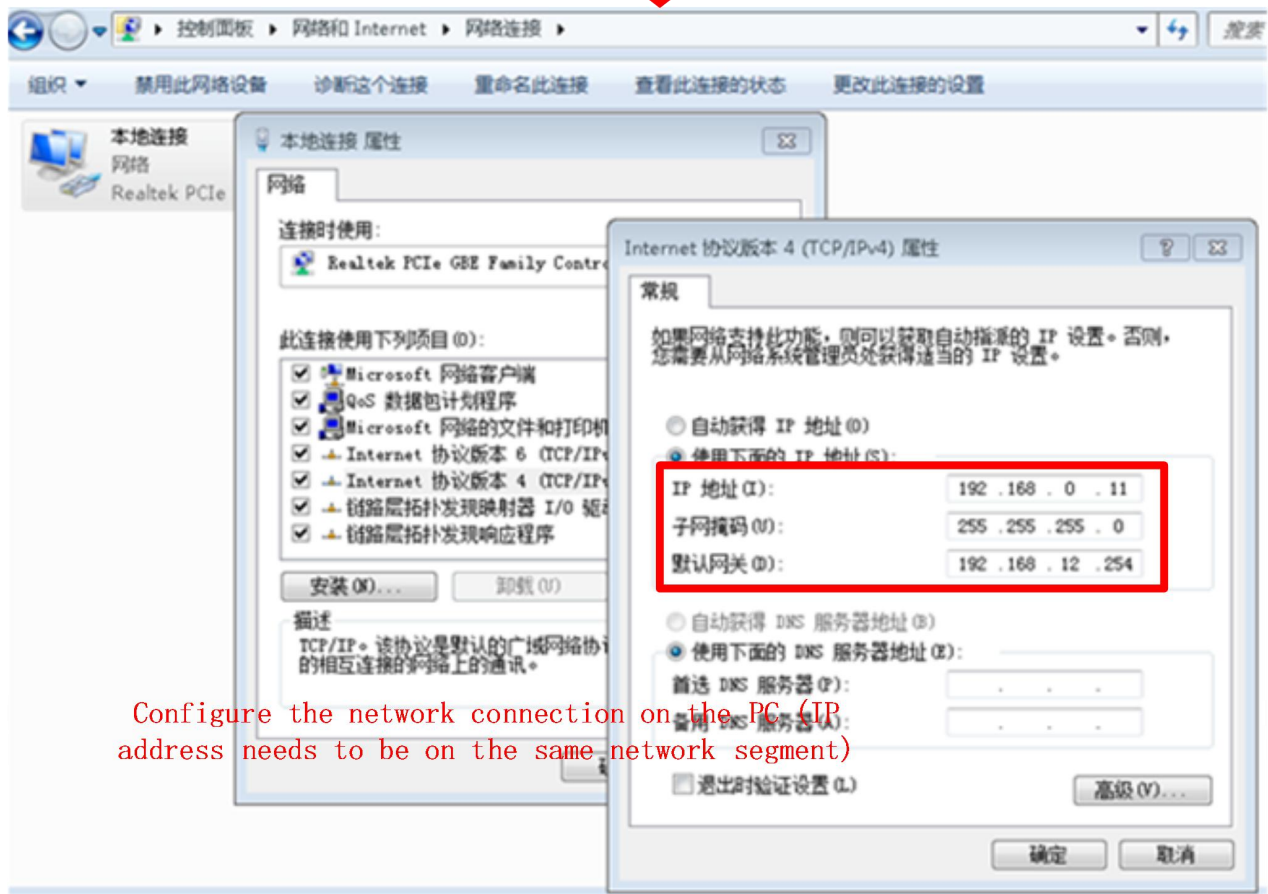 控制面板 ▸ 网络和 Internet ▸ 网络连接 ▸
搜索
组织 禁用此网络设备 诊断这个连接 重命名此连接 查看此连接的状态 更改此连接的设置
本地连接
网络
Realtek PCIe
本地连接 属性
网络
连接时使用:
Realtek PCIe GBE Family Contro
此连接使用下列项目(O):
Microsoft 网络客户端
QoS 数据包计划程序
Microsoft 网络的文件和打印机
Internet 协议版本 6 (TCP/IPv
Internet 协议版本 4 (TCP/IPv
链路层拓扑发现映射器 I/O 驱动
链路层拓扑发现响应程序
安装(N)... 卸载(U)
描述
TCP/IP。该协议是默认的广域网络协议
的相互连接的网络上的通讯。
Internet 协议版本 4 (TCP/IPv4) 属性
常规
如果网络支持此功能,则可以获取自动指派的 IP 设置。否则,
您需要从网络系统管理员处获得适当的 IP 设置。
自动获得 IP 地址(O)
使用下面的 IP 地址(S):
IP 地址(I): 192 .168 . 0 . 11
子网掩码(U): 255 .255 .255 . 0
默认网关(D): 192 .168 . 12 .254
自动获得 DNS 服务器地址(B)
使用下面的 DNS 服务器地址(E):
首选 DNS 服务器(P):
备用 DNS 服务器(A):
退出时验证设置(L)
高级(V)...
确定 取消
Configure the network connection on the PC (IP
address needs to be on the same network segment)